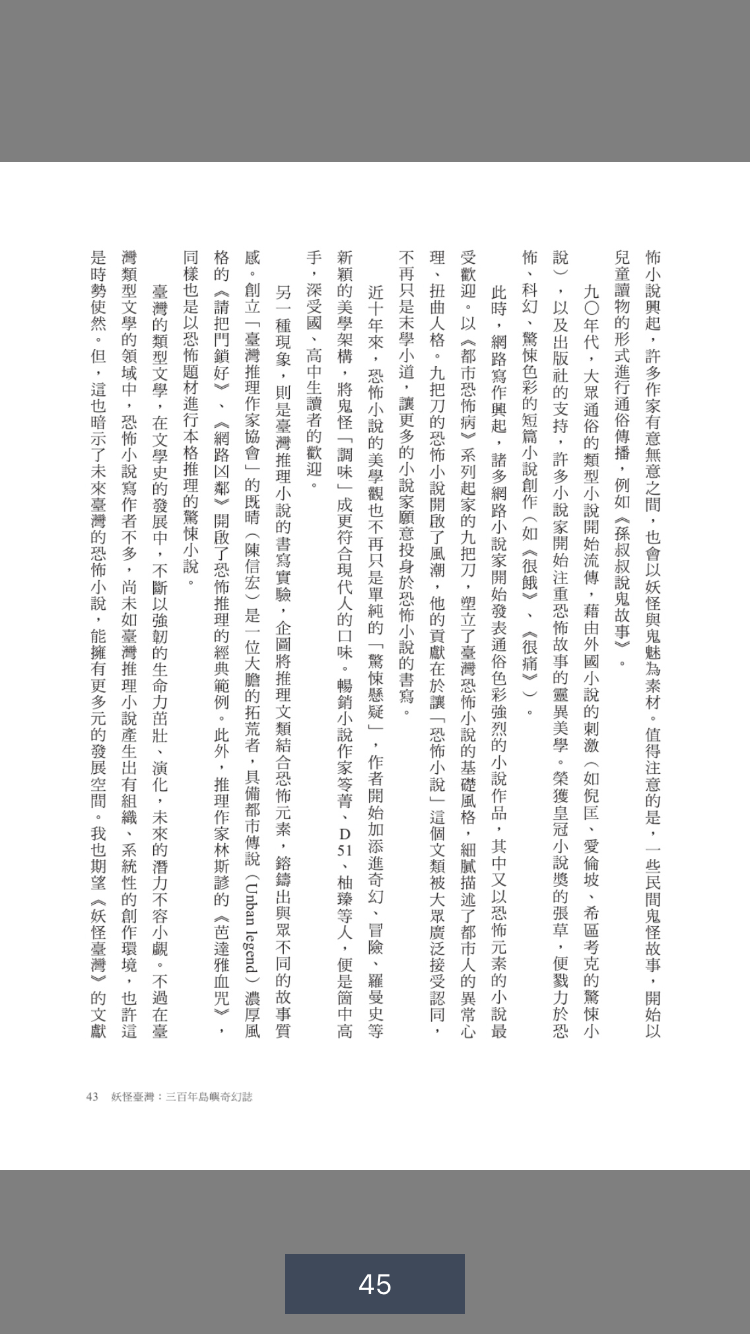 怖小說興起，許多作家有意無意之間，也會以妖怪與鬼魅為素材。值得注意的是，一些民間鬼怪故事，開始以
兒童讀物的形式進行通俗傳播，例如《孫叔叔說鬼故事》。
九〇年代，大眾通俗的類型小說開始流傳，藉由外國小說的刺激（如倪匡、愛倫坡、希區考克的驚悚小
說），以及出版社的支持，許多小說家開始注重恐怖故事的靈異美學。榮獲皇冠小說獎的張草，便戮力於恐
怖、科幻、驚悚色彩的短篇小說創作（如《很餓》、《很痛》）。
此時，網路寫作興起，諸多網路小說家開始發表通俗色彩強烈的小說作品，其中又以恐怖元素的小說最
受歡迎。以《都市恐怖病》系列起家的九把刀，塑立了臺灣恐怖小說的基礎風格，細膩描述了都市人的異常心
理、扭曲人格。九把刀的恐怖小說開啟了風潮，他的貢獻在於讓「恐怖小說」這個文類被大眾廣泛接受認同，
不再只是末學小道，讓更多的小說家願意投身於恐怖小說的書寫。
近十年來，恐怖小說的美學觀也不再只是單純的「驚悚懸疑」，作者開始加添進奇幻、冒險、羅曼史等
新穎的美學架構，將鬼怪「調味」成更符合現代人的口味。暢銷小說作家笭菁、D51、柚臻等人，便是箇中高
手，深受國、高中生讀者的歡迎。
另一種現象，則是臺灣推理小說的書寫實驗，企圖將推理文類結合恐怖元素，鎔鑄出與眾不同的故事質
感。創立「臺灣推理作家協會」的既晴（陳信宏）是一位大膽的拓荒者，具備都市傳說（Unban legend）濃厚風
格的《請把門鎖好》、《網路凶鄰》開啟了恐怖推理的經典範例。此外，推理作家林斯諺的《芭達雅血咒》，
同樣也是以恐怖題材進行本格推理的驚悚小說。
臺灣的類型文學，在文學史的發展中，不斷以強韌的生命力茁壯、演化，未來的潛力不容小覷。不過在臺
灣類型文學的領域中，恐怖小說寫作者不多，尚未如臺灣推理小說產生出有組織、系統性的創作環境，也許這
是時勢使然。但，這也暗示了未來臺灣的恐怖小說，能擁有更多元的發展空間。我也期望《妖怪臺灣》的文獻
43 妖怪臺灣：三百年島嶼奇幻誌
45